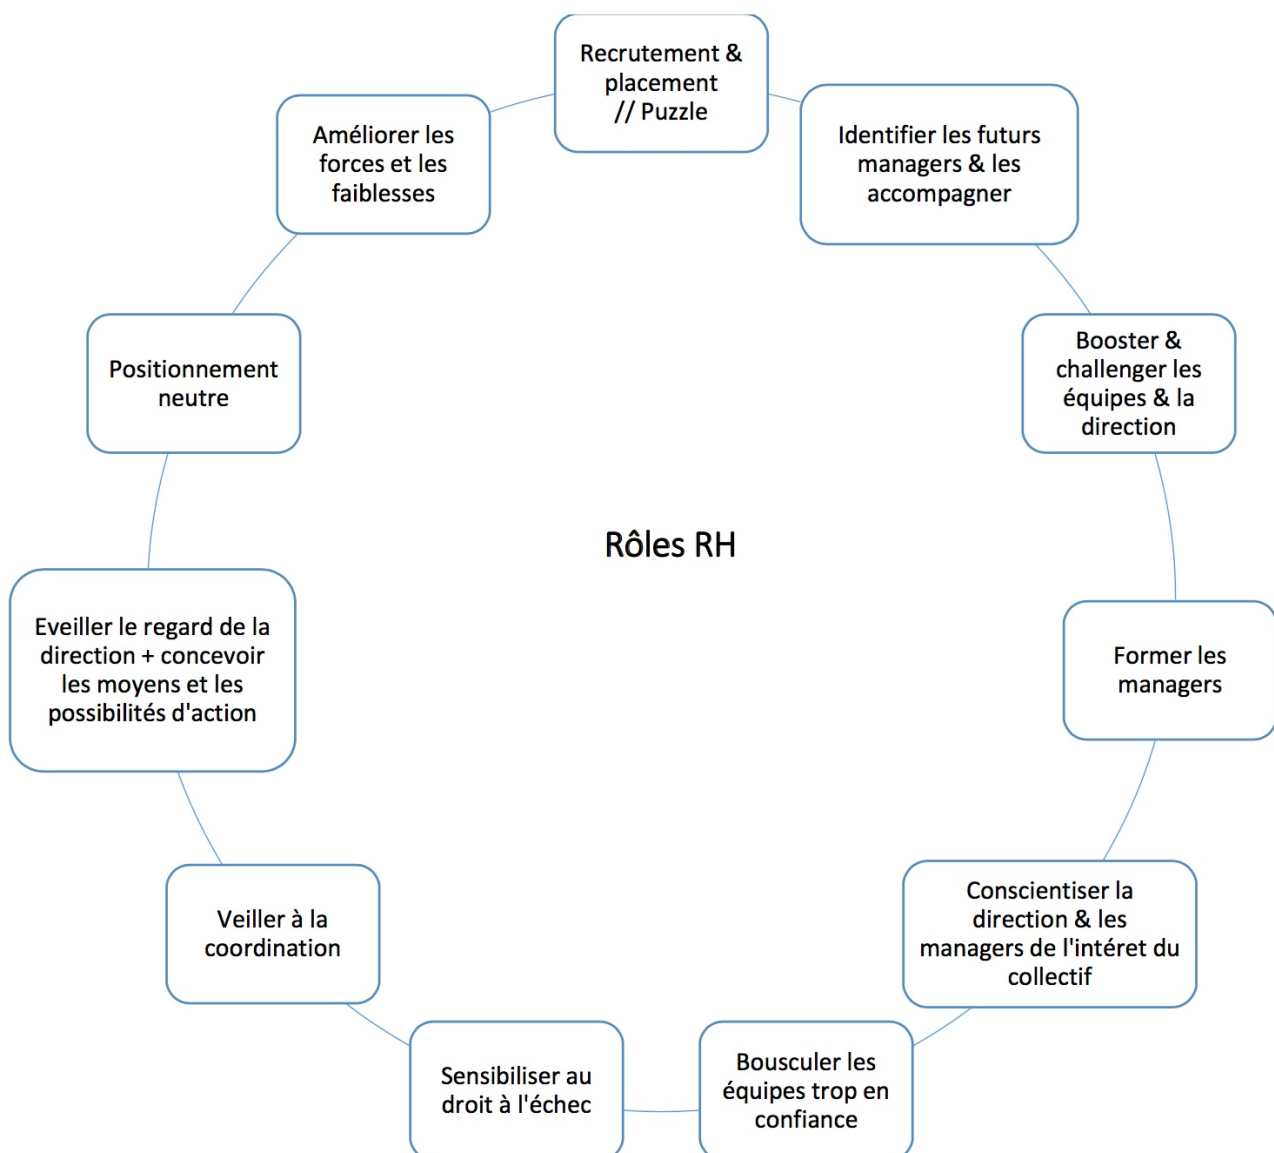 Recrutement &
placement
// Puzzle
Identifier les futurs
managers & les
accompagner
Booster &
challenger les
équipes & la
direction
Former les
managers
Conscientiser la
direction & les
managers de l'intéret du
collectif
Bousculer les
équipes trop en
confiance
Sensibiliser au
droit à l'échec
Veiller à la
coordination
Eveiller le regard de la
direction + concevoir
les moyens et les
possibilités d'action
Positionnement
neutre
Améliorer les
forces et les
faiblesses
Rôles RH